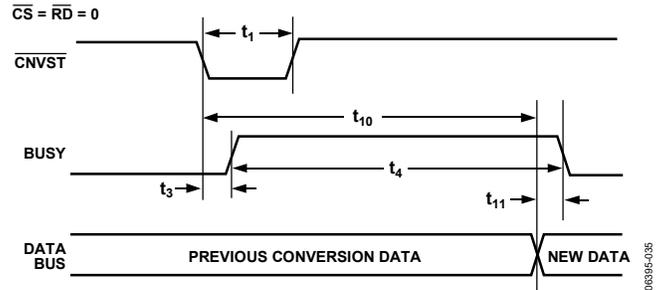 CS = RD = 0
t1
CNVST
t10
BUSY
t4
t3
t11
DATA
BUS
PREVIOUS CONVERSION DATA
NEW DATA
06395-035